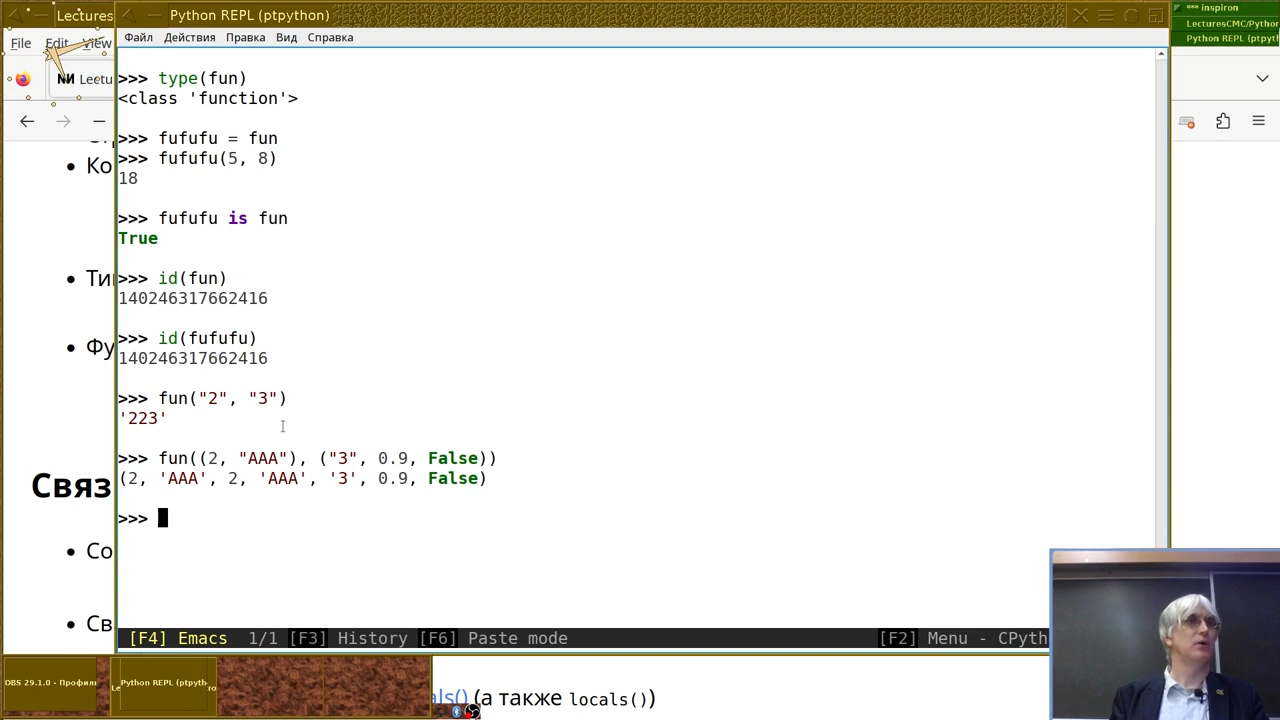 Lectures
Python REPL (ptpython)
*** inspiron
LecturesCMC/Python
Python REPL (ptpyth
File Edit View
Файл Действия Правка Вид Справка
Lectu
>>> type(fun)
<class 'function'>
>>> fufufu = fun
>>> fufufu(5, 8)
18
>>> fufufu is fun
True
>>> id(fun)
140246317662416
>>> id(fufufu)
140246317662416
>>> fun("2", "3")
'223'
>>> fun((2, "AAA"), ("3", 0.9, False))
(2, 'AAA', 2, 'AAA', '3', 0.9, False)
>>>
Ко
Ти
Фу
Связ
Со
Св
[F4] Emacs 1/1 [F3] History [F6] Paste mode [F2] Menu - CPyth
OBS 29.1.0 - Профиль
Python REPL (ptpyth
als() (а также locals())